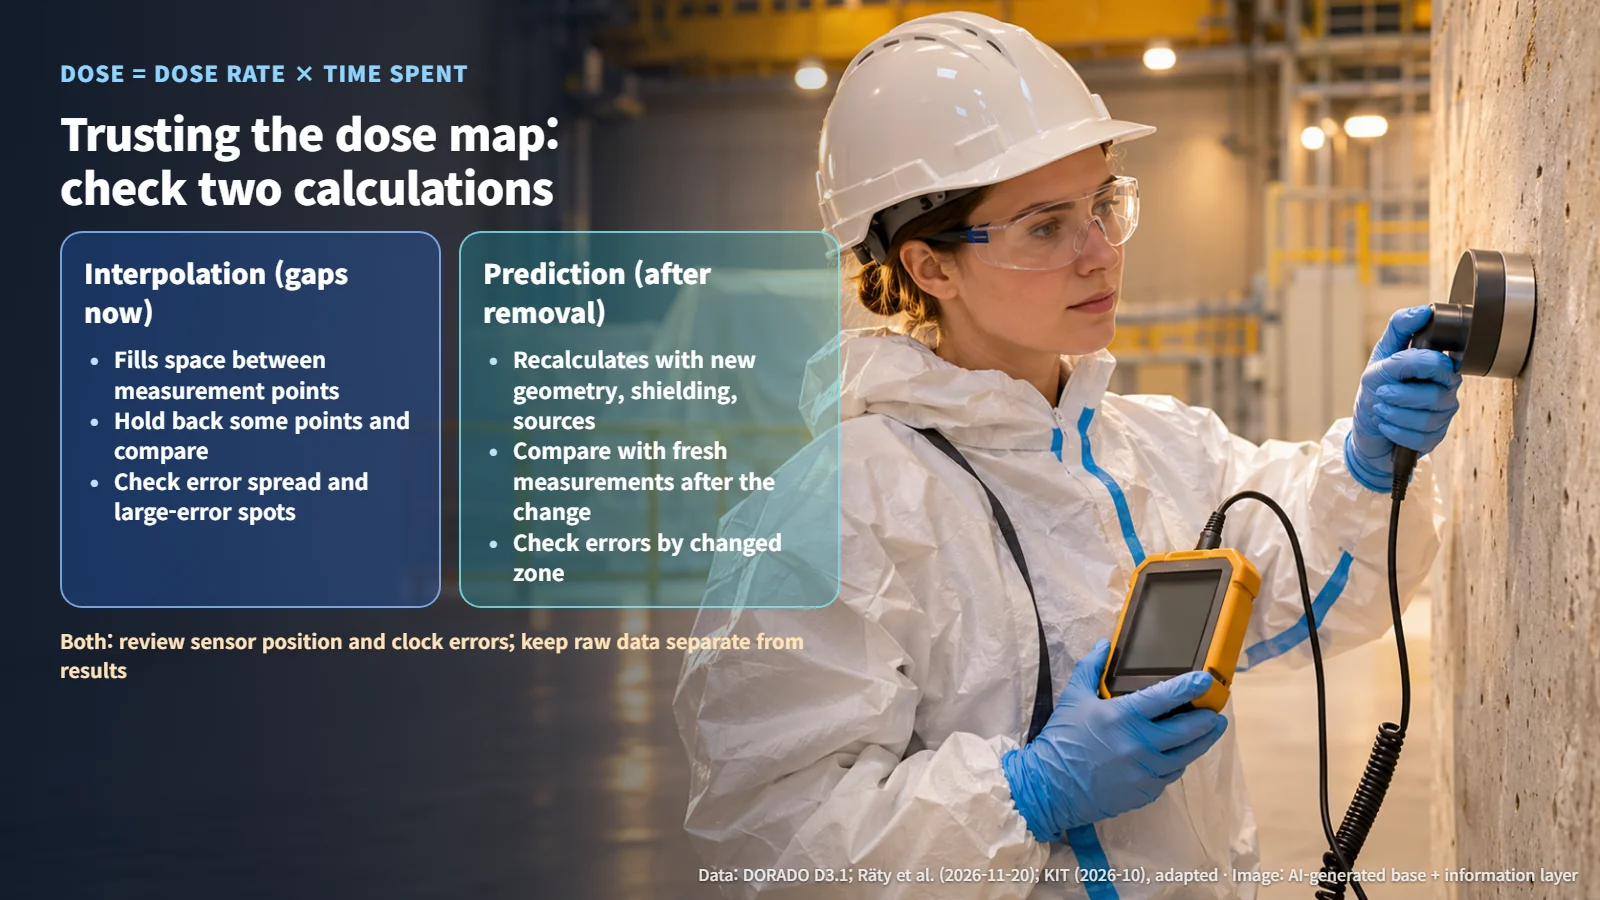 DOSE = DOSE RATE × TIME SPENT
Trusting the dose map:
check two calculations
Interpolation (gaps
now)
• Fills space between
measurement points
• Hold back some points and
compare
• Check error spread and
large-error spots
Prediction (after
removal)
• Recalculates with new
geometry, shielding,
sources
• Compare with fresh
measurements after the
change
• Check errors by changed
zone
Both: review sensor position and clock errors; keep raw data separate from
results
Data: DORADO D3.1; Räty et al. (2026-11-20); KIT (2026-10), adapted · Image: AI-generated base + information layer